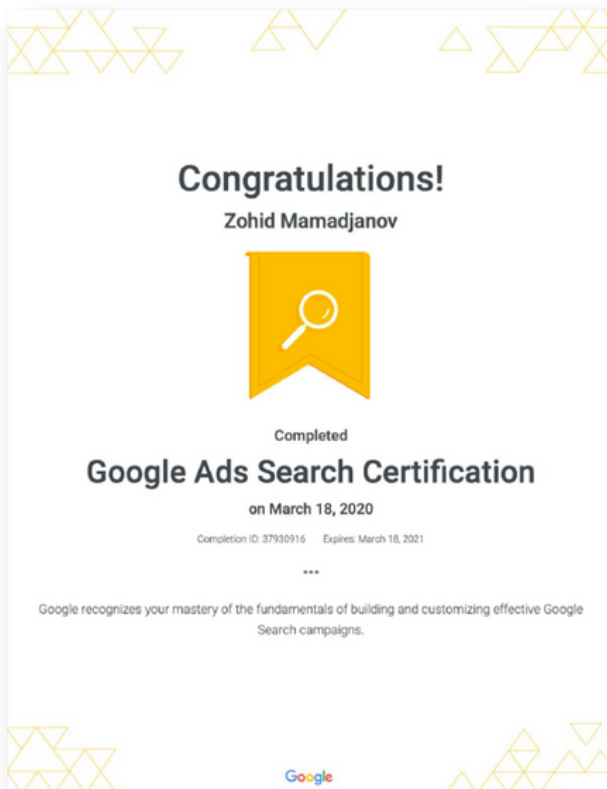 Congratulations!
Zohid Mamadjanov
Completed
Google Ads Search Certification
on March 18, 2020
Completion ID: 37930916 Expires: March 18, 2021
...
Google recognizes your mastery of the fundamentals of building and customizing effective Google
Search campaigns.
Google